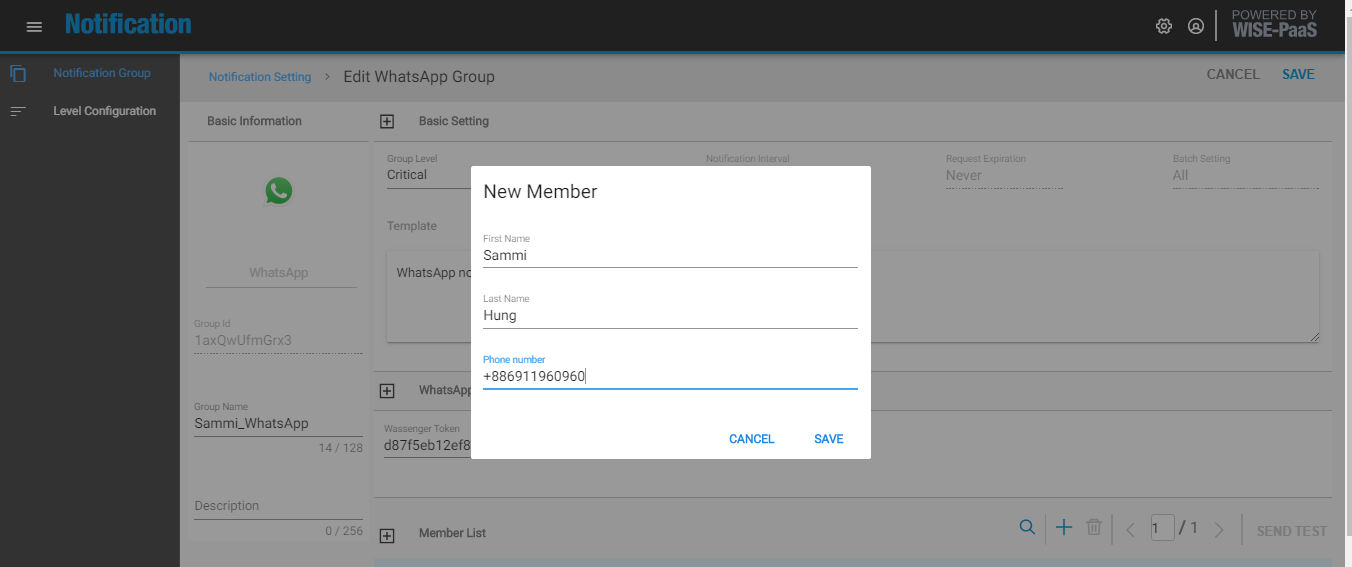 Notification
POWERED BY
WISE-PaaS
Notification Group
Level Configuration
Notification Setting > Edit WhatsApp Group
CANCEL SAVE
Basic Information
WhatsApp
Group Id
1axQwUfmGrx3
Group Name
Sammi_WhatsApp
14 / 128
Description
0 / 256
Basic Setting
Group Level
Critical
Notification Interval
Request Expiration
Never
Batch Setting
All
Template
WhatsApp no
WhatsApp
Wassenger Token
d87f5eb12ef8
Member List
1 / 1
SEND TEST
New Member
First Name
Sammi
Last Name
Hung
Phone number
+886911960960
CANCEL SAVE